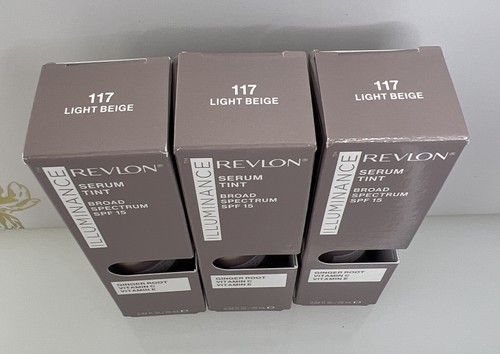 117
LIGHT BEIGE
117
LIGHT BEIGE
117
LIGHT BEIGE
ILLUMINANCE
REVLON®
SERUM
TINT
BROAD
SPECTRUM
SPF 15
GINGER ROOT
VITAMIN C
VITAMIN E
ILLUMINANCE
REVLON®
SERUM
TINT
BROAD
SPECTRUM
SPF 15
GINGER ROOT
VITAMIN C
VITAMIN E
ILLUMINANCE
REVLON®
SERUM
TINT
BROAD
SPECTRUM
SPF 15
GINGER ROOT
VITAMIN C
VITAMIN E